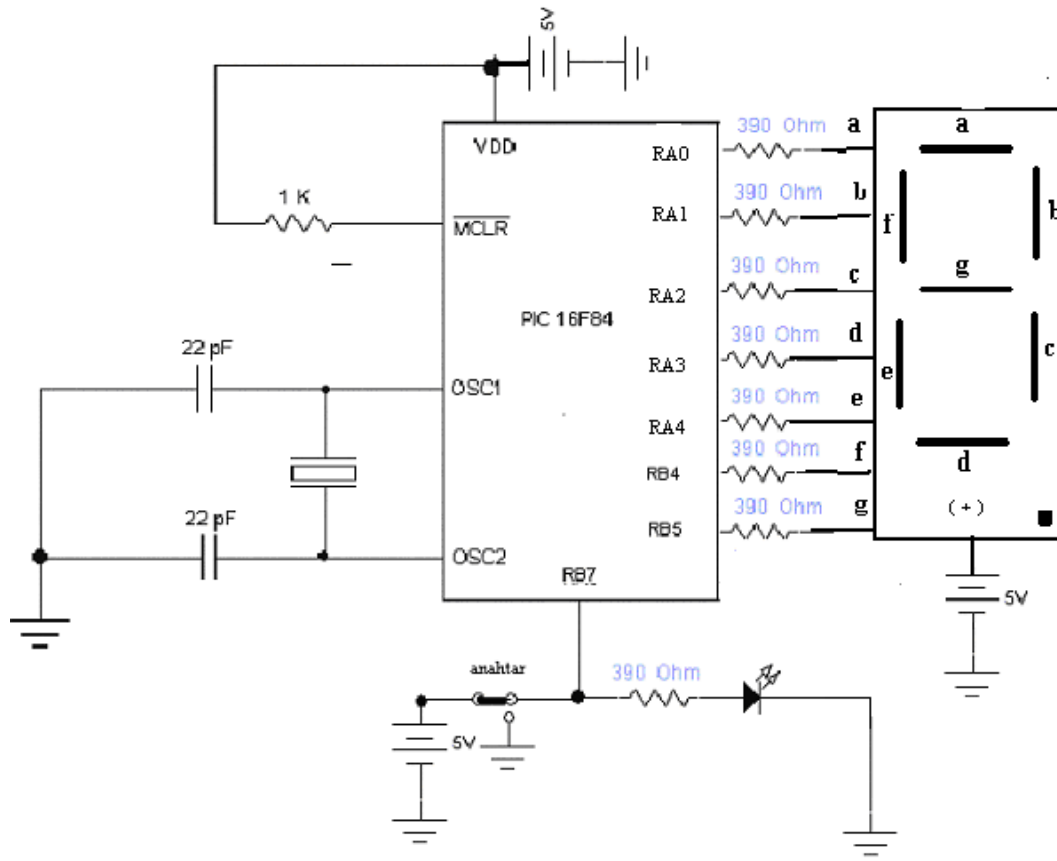 5V
VDD
1 K
MCLR
22 pF
OSC1
22 pF
OSC2
PIC 16F84
RA0
RA1
RA2
RA3
RA4
RB4
RB5
RB7
390 Ohm
a
390 Ohm
b
390 Ohm
c
390 Ohm
d
390 Ohm
e
390 Ohm
f
390 Ohm
g
a
f
b
g
e
c
d
(+)
5V
anahtar
390 Ohm
5V